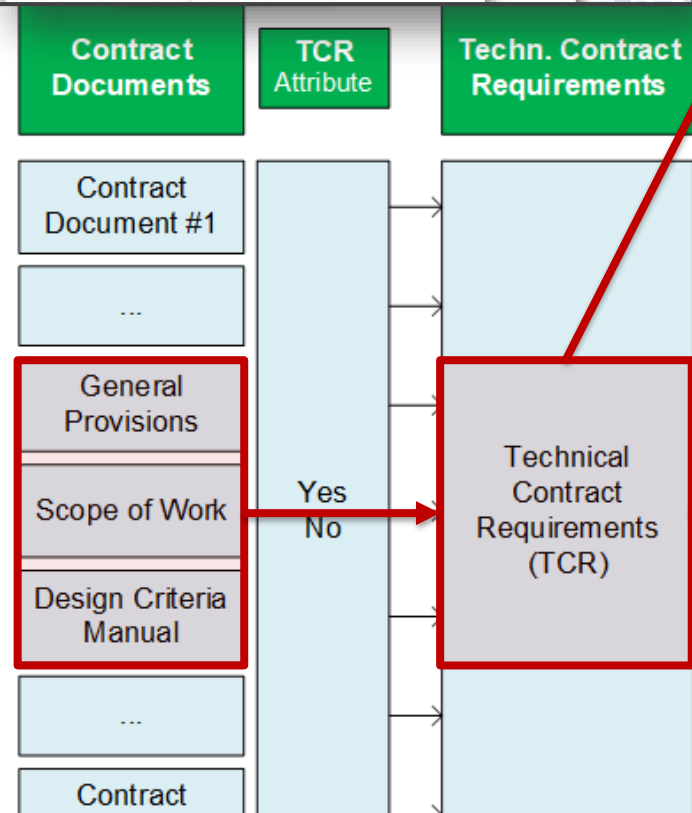 Contract
Documents
TCR
Attribute
Techn. Contract
Requirements
Contract
Document #1
...
General
Provisions
Scope of Work
Design Criteria
Manual
...
Contract
Yes
No
Technical
Contract
Requirements
(TCR)